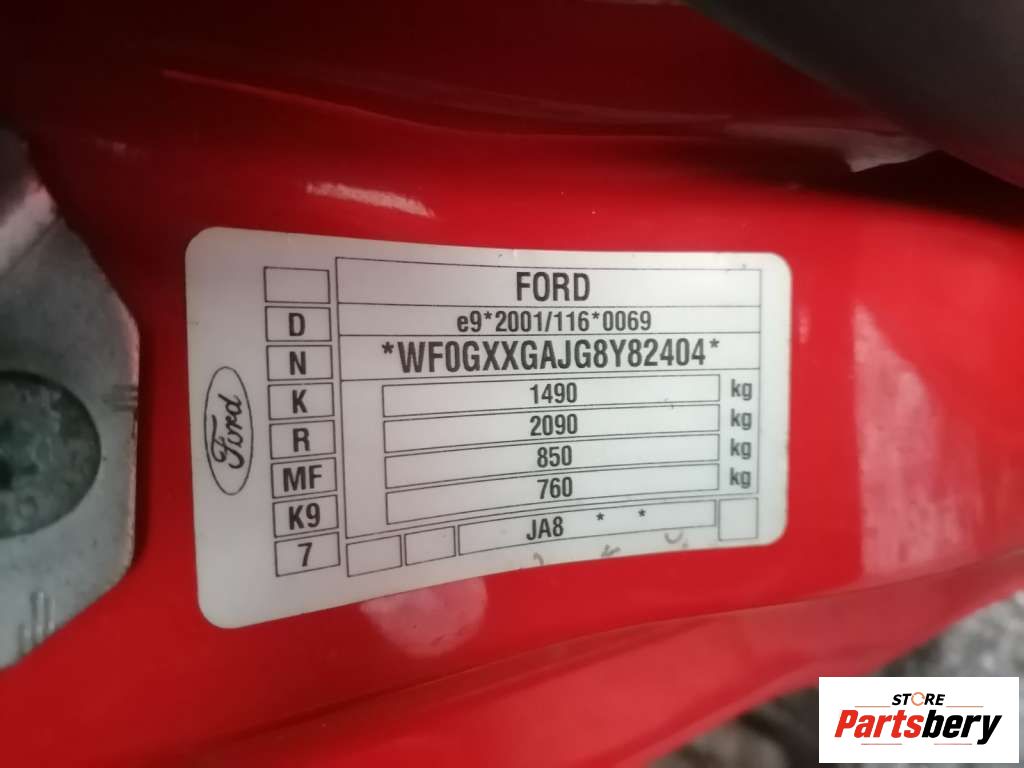 FORD
D e9*2001/116*0069
N *WF0GXXGAJG8Y82404*
K 1490 kg
R 2090 kg
MF 850 kg
K9 760 kg
7 JA8 * *
Ford
STORE
Partsbery